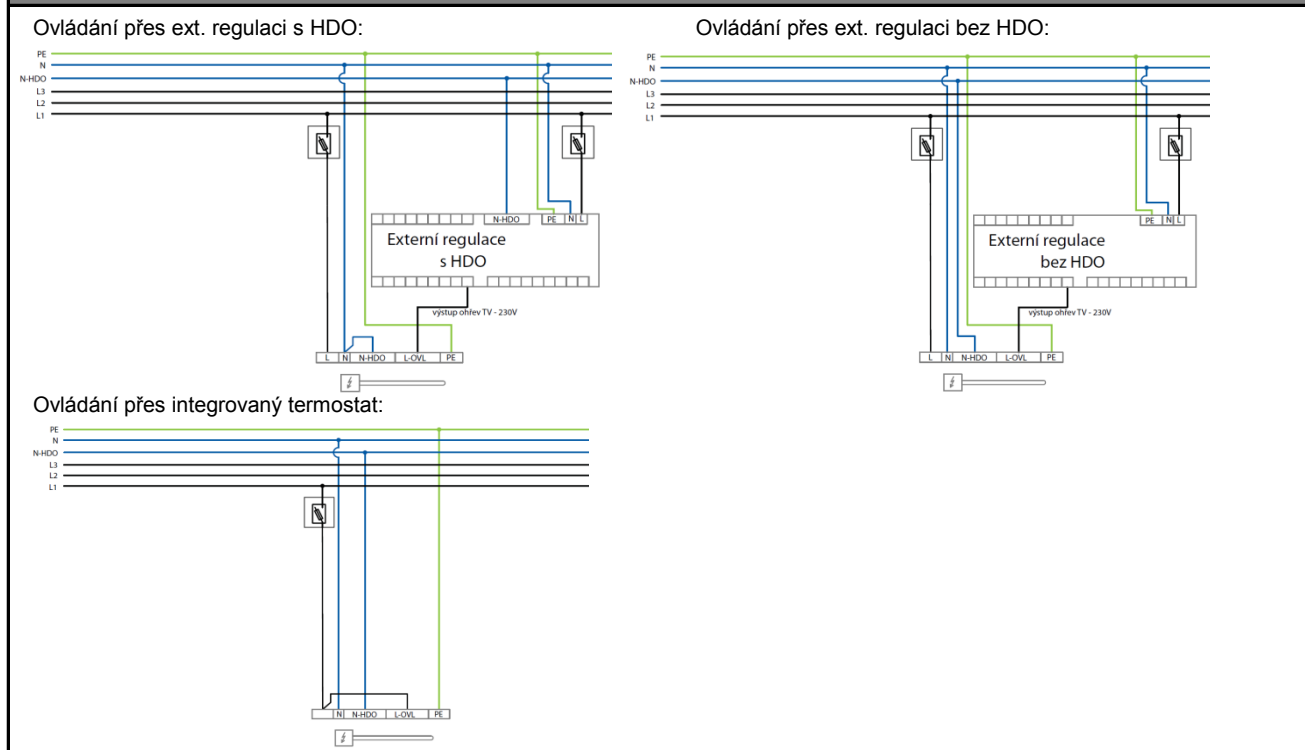 Ovládání přes ext. regulaci s HDO:
PE
N
N-HDO
L3
L2
L1
N-HDO PE N L
Externí regulace
s HDO
výstup ohřev TV - 230V
L N N-HDO L-OVL PE
Ovládání přes ext. regulaci bez HDO:
PE
N
N-HDO
L3
L2
L1
PE N L
Externí regulace
bez HDO
výstup ohřev TV - 230V
L N N-HDO L-OVL PE
Ovládání přes integrovaný termostat:
PE
N
N-HDO
L3
L2
L1
N N-HDO L-OVL PE